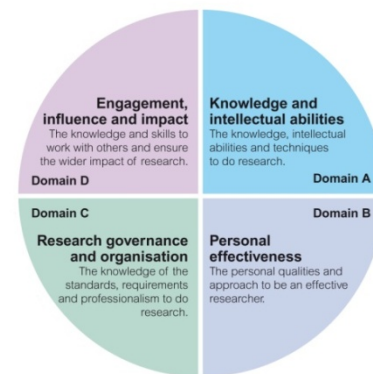 Engagement,
influence and impact
The knowledge and skills to
work with others and ensure
the wider impact of research.
Domain D
Knowledge and
intellectual abilities
The knowledge, intellectual
abilities and techniques
to do research.
Domain A
Domain C
Research governance
and organisation
The knowledge of the
standards, requirements
and professionalism to do
research.
Domain B
Personal
effectiveness
The personal qualities and
approach to be an effective
researcher.